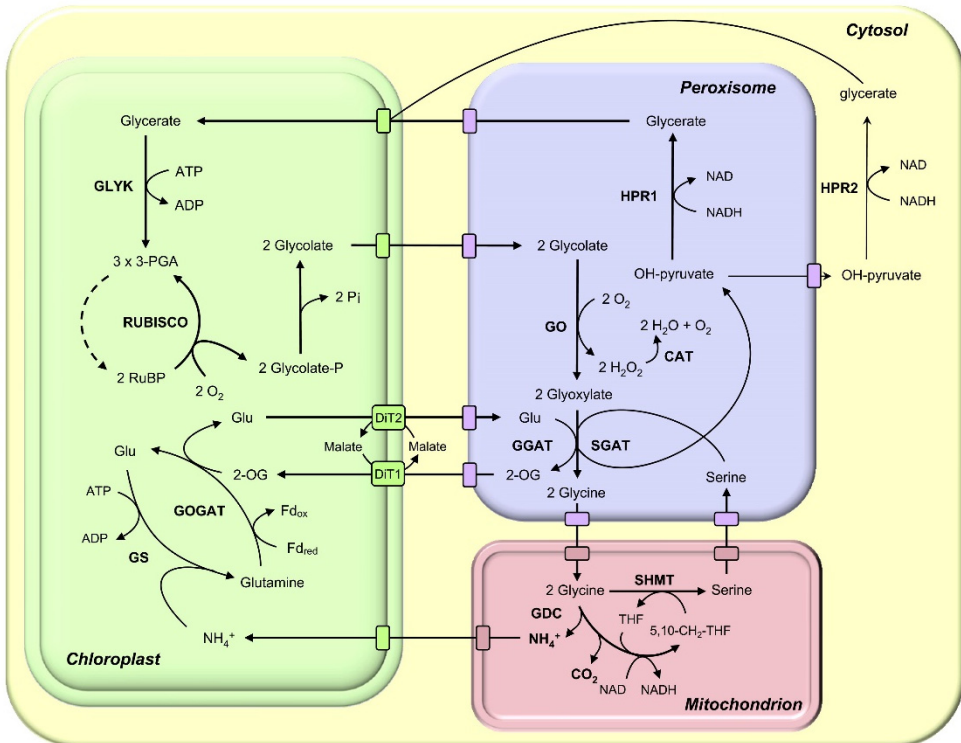 Cytosol
Peroxisome
glycerate
Glycerate
Glycerate
ATP
GLYK
ADP
NAD
HPR1
NADH
NAD
HPR2
NADH
2 Glycolate
2 Glycolate
3 x 3-PGA
OH-pyruvate
OH-pyruvate
2 Pi
2 O₂
RUBISCO
GO
2 H₂O + O₂
CAT
2 H₂O₂
2 RuBP
2 Glycolate-P
2 O₂
2 Glyoxylate
Glu
DiT2
Glu
GGAT
SGAT
Malate
Malate
Glu
2-OG
DiT1
2-OG
Serine
2 Glycine
ATP
GOGAT
Fdox
ADP
Fdred
GS
Glutamine
2 Glycine
SHMT
Serine
GDC
THF
5,10-CH₂-THF
NH₄⁺
NH₄⁺
CO₂
NAD
NADH
Chloroplast
Mitochondrion